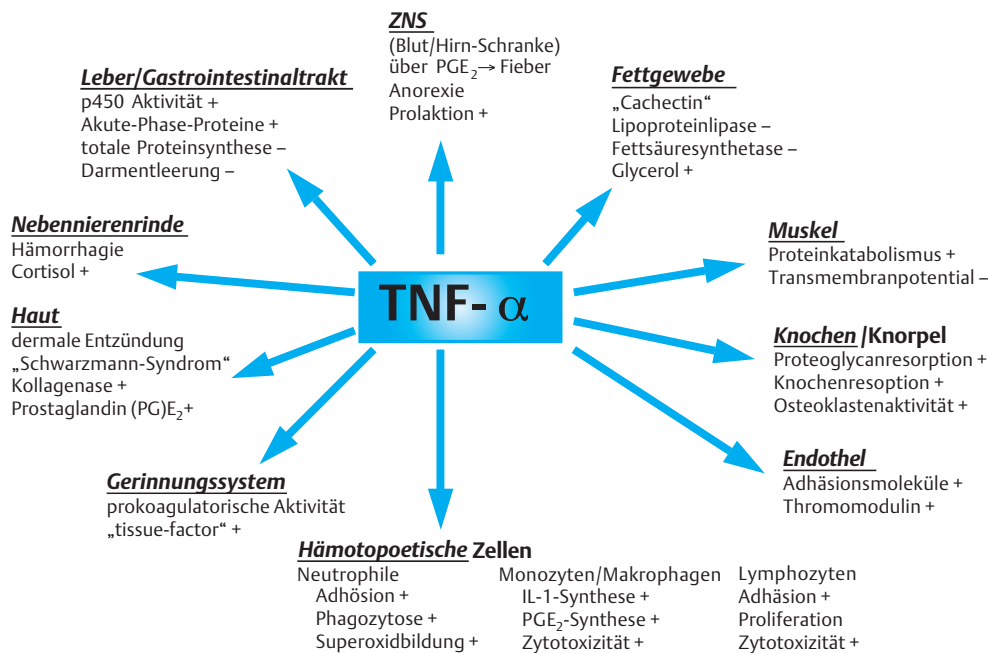 ZNS
(Blut/Hirn-Schranke)
über PGE₂→ Fieber
Anorexie
Prolaktion +
Leber/Gastrointestinaltrakt
p450 Aktivität +
Akute-Phase-Proteine +
totale Proteinsynthese –
Darmentleerung –
Fettgewebe
„Cachectin“
Lipoproteinlipase –
Fettsäuresynthetase –
Glycerol +
Nebennierenrinde
Hämorrhagie
Cortisol +
Muskel
Proteinkatabolismus +
Transmembranpotential –
TNF- α
Haut
dermale Entzündung
„Schwarzmann-Syndrom“
Kollagenase +
Prostaglandin (PG)E₂+
Knochen /Knorpel
Proteoglycanresorption +
Knochenresoption +
Osteoklastenaktivität +
Gerinnungssystem
prokoagulatorische Aktivität
„tissue-factor“ +
Endothel
Adhäsionsmoleküle +
Thromomodulin +
Hämotopoetische Zellen
Neutrophile
Adhösion +
Phagozytose +
Superoxidbildung +
Monozyten/Makrophagen
IL-1-Synthese +
PGE₂-Synthese +
Zytotoxizität +
Lymphozyten
Adhäsion +
Proliferation
Zytotoxizität +